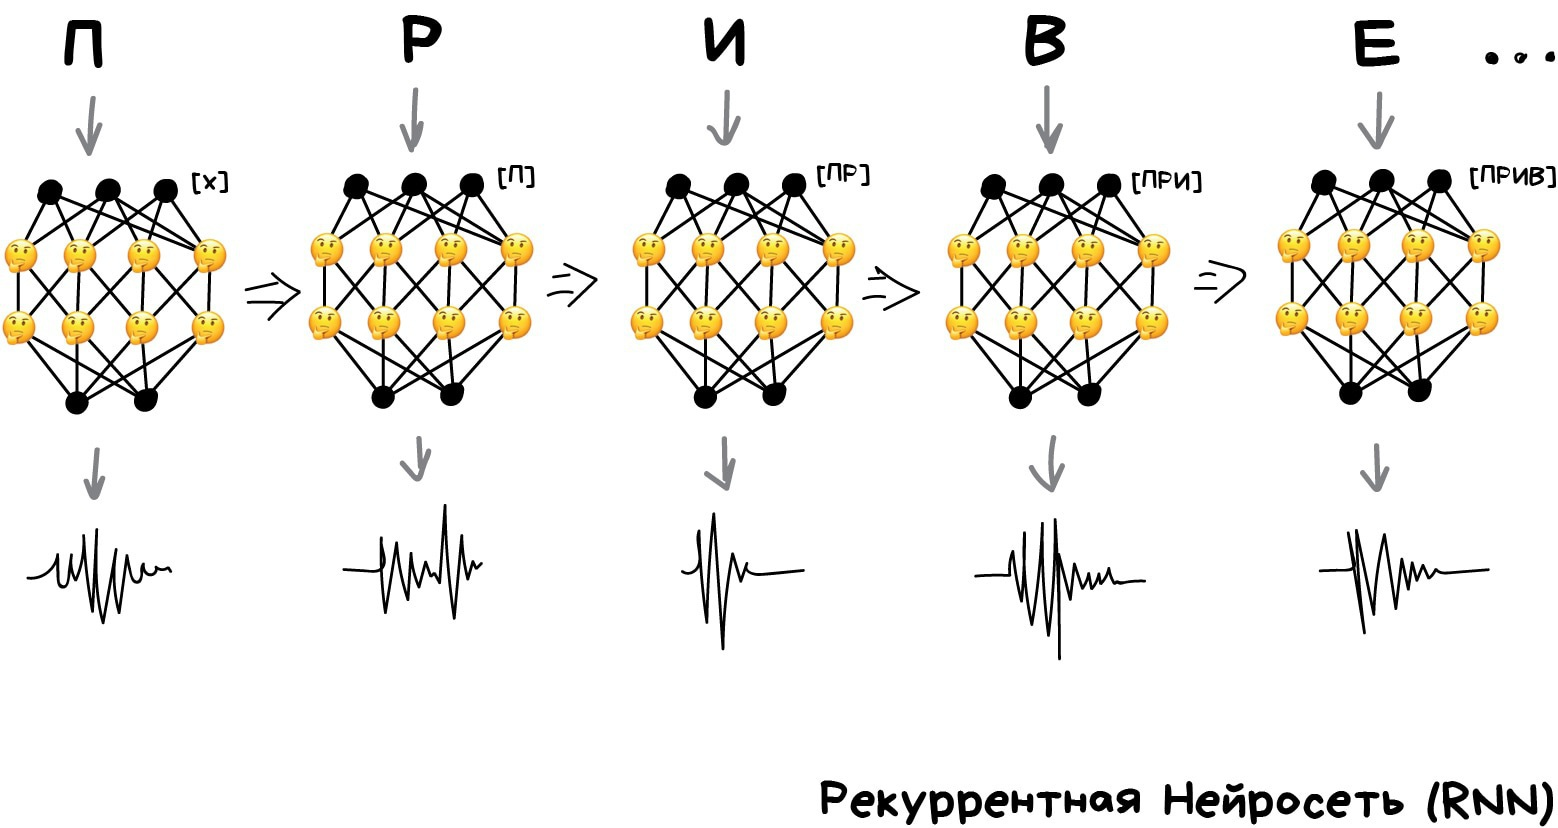 П Р И В Е ...
[x] [П] [ПР] [ПРИ] [ПРИВ]
Рекуррентная Нейросеть (RNN)